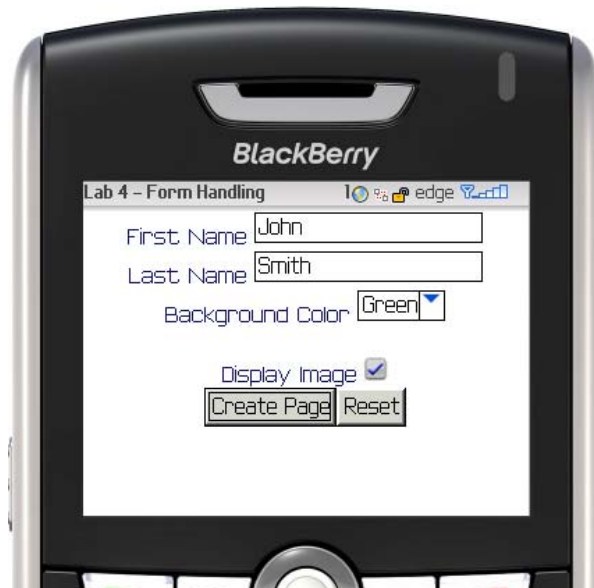 BlackBerry
Lab 4 – Form Handling 1 edge
First Name John
Last Name Smith
Background Color Green
Display Image
Create Page Reset